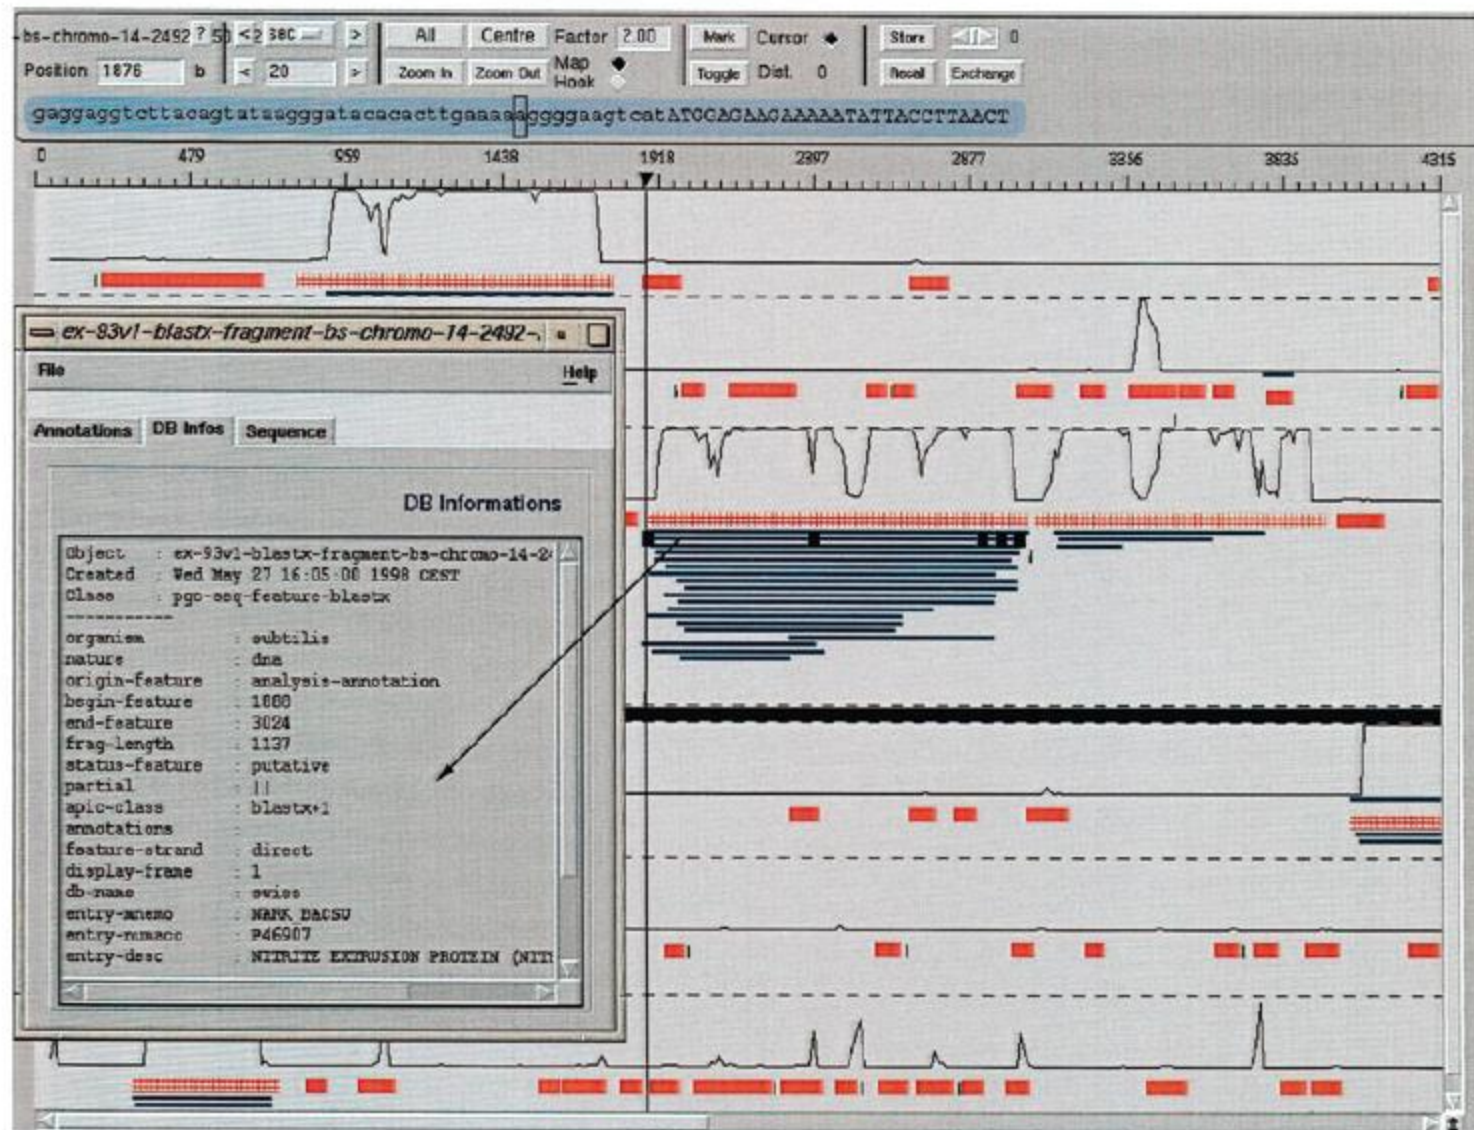 -bs-chromo-14-2492 ? < > All Centre Factor 2.00 Mark Cursor Store 0
Position 1876 b < 20 > Zoom In Zoom Out Map Hook Toggle Dist. 0 Recall Exchange
gaggaggtcttacagtataagggatacacacttgaaaaaggggaagtcatATGGAGAAGAAAAATATTACCTTAACT
0 479 959 1438 1918 2397 2877 3356 3835 4315
ex-93v1-blastx-fragment-bs-chromo-14-2492-
File Help
Annotations DB Infos Sequence
DB Informations
Object : ex-93v1-blastx-fragment-bs-chromo-14-24
Created : Wed May 27 16:05:00 1998 CEST
Class : pgc-seq-feature-blastx
-----------
organism : subtilis
nature : dna
origin-feature : analysis-annotation
begin-feature : 1888
end-feature : 3024
frag-length : 1137
status-feature : putative
partial : ||
apic-class : blastx+1
annotations :
feature-strand : direct
display-frame : 1
db-name : swiss
entry-mnemo : NARK_BACSU
entry-numacc : P46907
entry-desc : NITRITE EXTRUSION PROTEIN (NIT